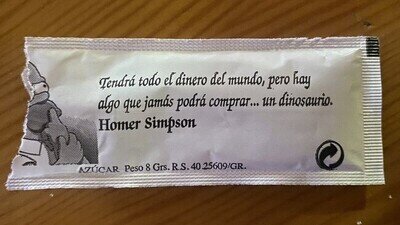 Tendrá todo el dinero del mundo, pero hay
algo que jamás podrá comprar... un dinosaurio.
Homer Simpson
AZÚCAR Peso 8 Grs. R.S. 40 25609/GR.